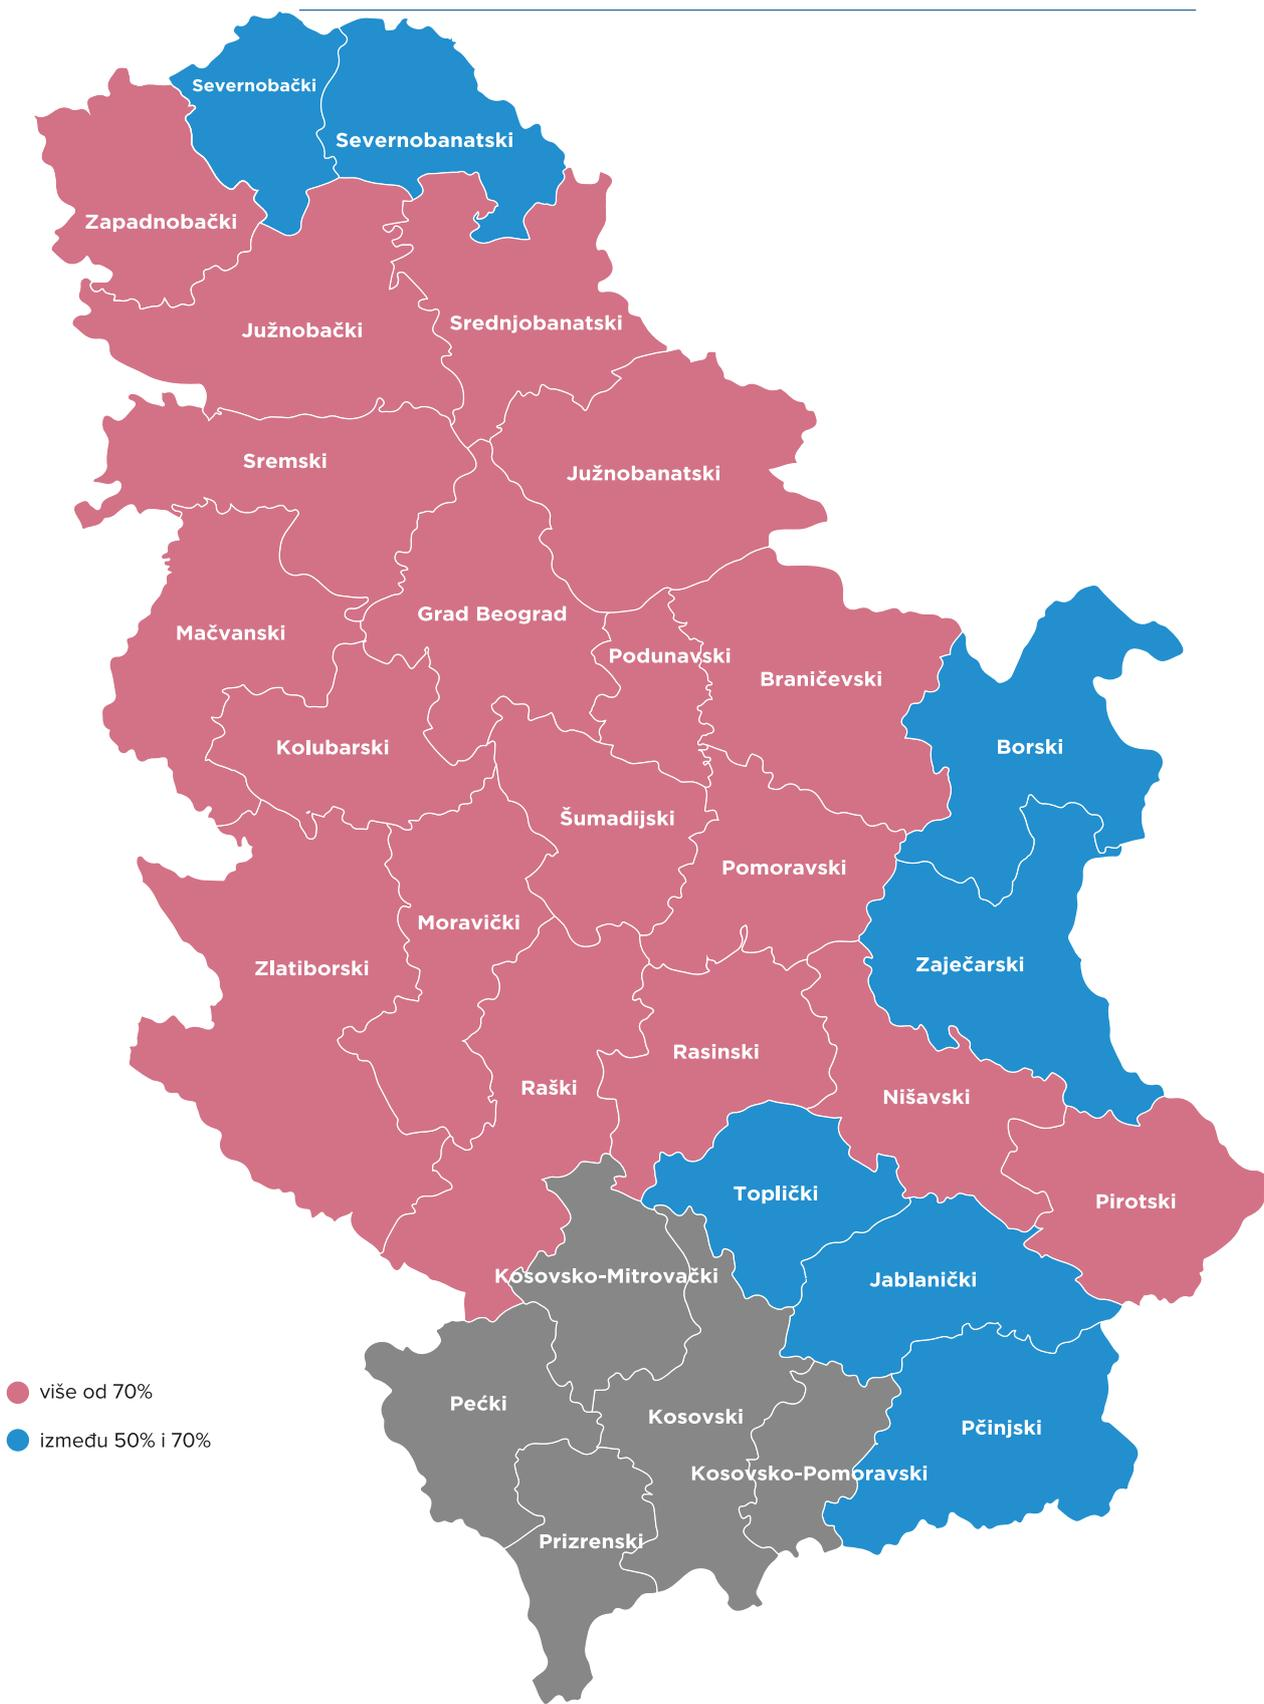 Severnobački
Severnobanatski
Zapadnobački
Južnobački
Srednjobanatski
Sremski
Južnobanatski
Grad Beograd
Mačvanski
Podunavski
Braničevski
Kolubarski
Borski
Šumadijski
Pomoravski
Moravički
Zlatiborski
Zaječarski
Rasinski
Raški
Nišavski
Toplički
Pirotski
Kosovsko-Mitrovački
Jablanički
više od 70%
Pećki
Kosovski
Pčinjski
između 50% i 70%
Kosovsko-Pomoravski
Prizrenski